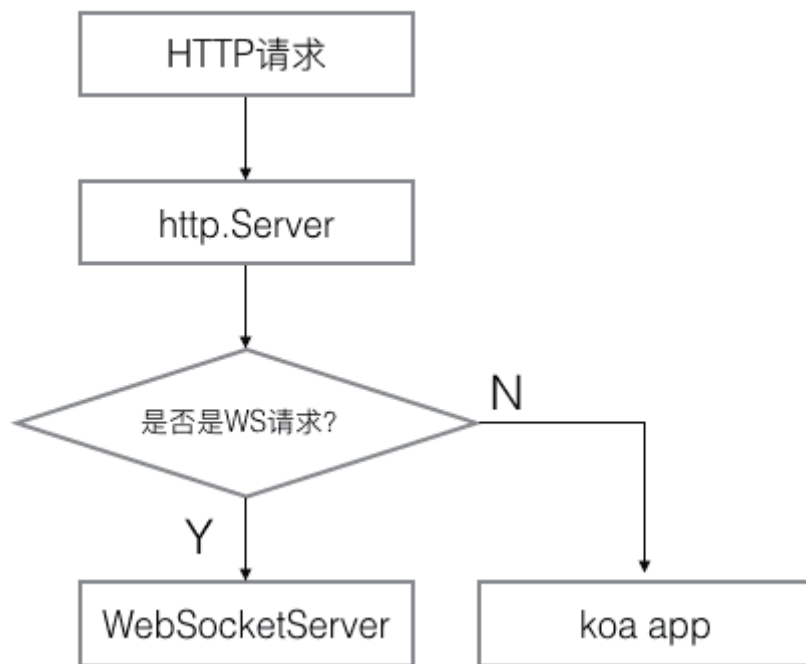 HTTP请求
http.Server
是否是WS请求?
N
Y
WebSocketServer
koa app